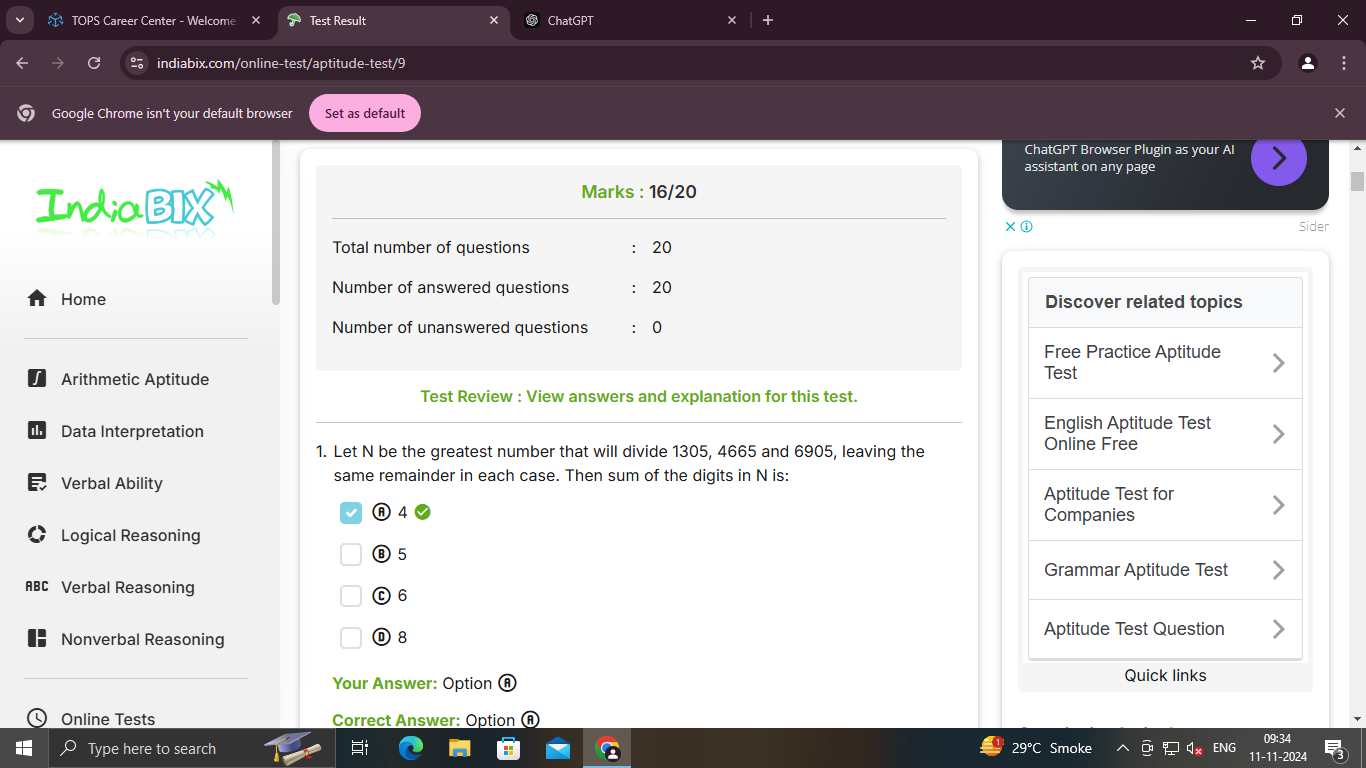 TOPS Career Center - Welcome
Test Result
ChatGPT
indiabix.com/online-test/aptitude-test/9
Google Chrome isn't your default browser
Set as default
IndiaBIX
Home
Arithmetic Aptitude
Data Interpretation
Verbal Ability
Logical Reasoning
ABC Verbal Reasoning
Nonverbal Reasoning
Online Tests
Marks : 16/20
Total number of questions : 20
Number of answered questions : 20
Number of unanswered questions : 0
Test Review : View answers and explanation for this test.
1. Let N be the greatest number that will divide 1305, 4665 and 6905, leaving the
same remainder in each case. Then sum of the digits in N is:
A 4
B 5
C 6
D 8
Your Answer: Option A
Correct Answer: Option A
ChatGPT Browser Plugin as your AI
assistant on any page
Sider
Discover related topics
Free Practice Aptitude
Test
English Aptitude Test
Online Free
Aptitude Test for
Companies
Grammar Aptitude Test
Aptitude Test Question
Quick links
Type here to search
1
29°C Smoke
ENG
09:34
11-11-2024
3